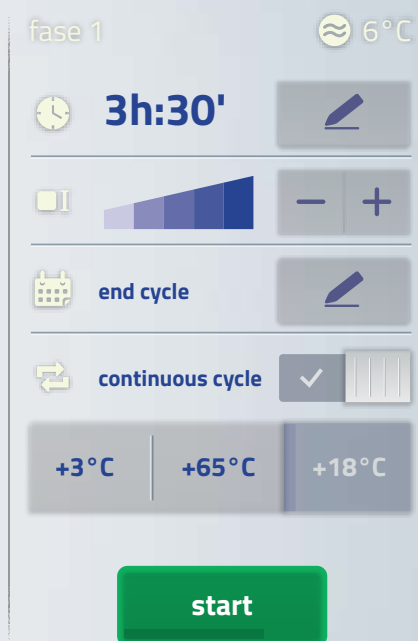 fase 1 6°C
3h:30'
I
end cycle
continuous cycle
+3°C +65°C +18°C
start